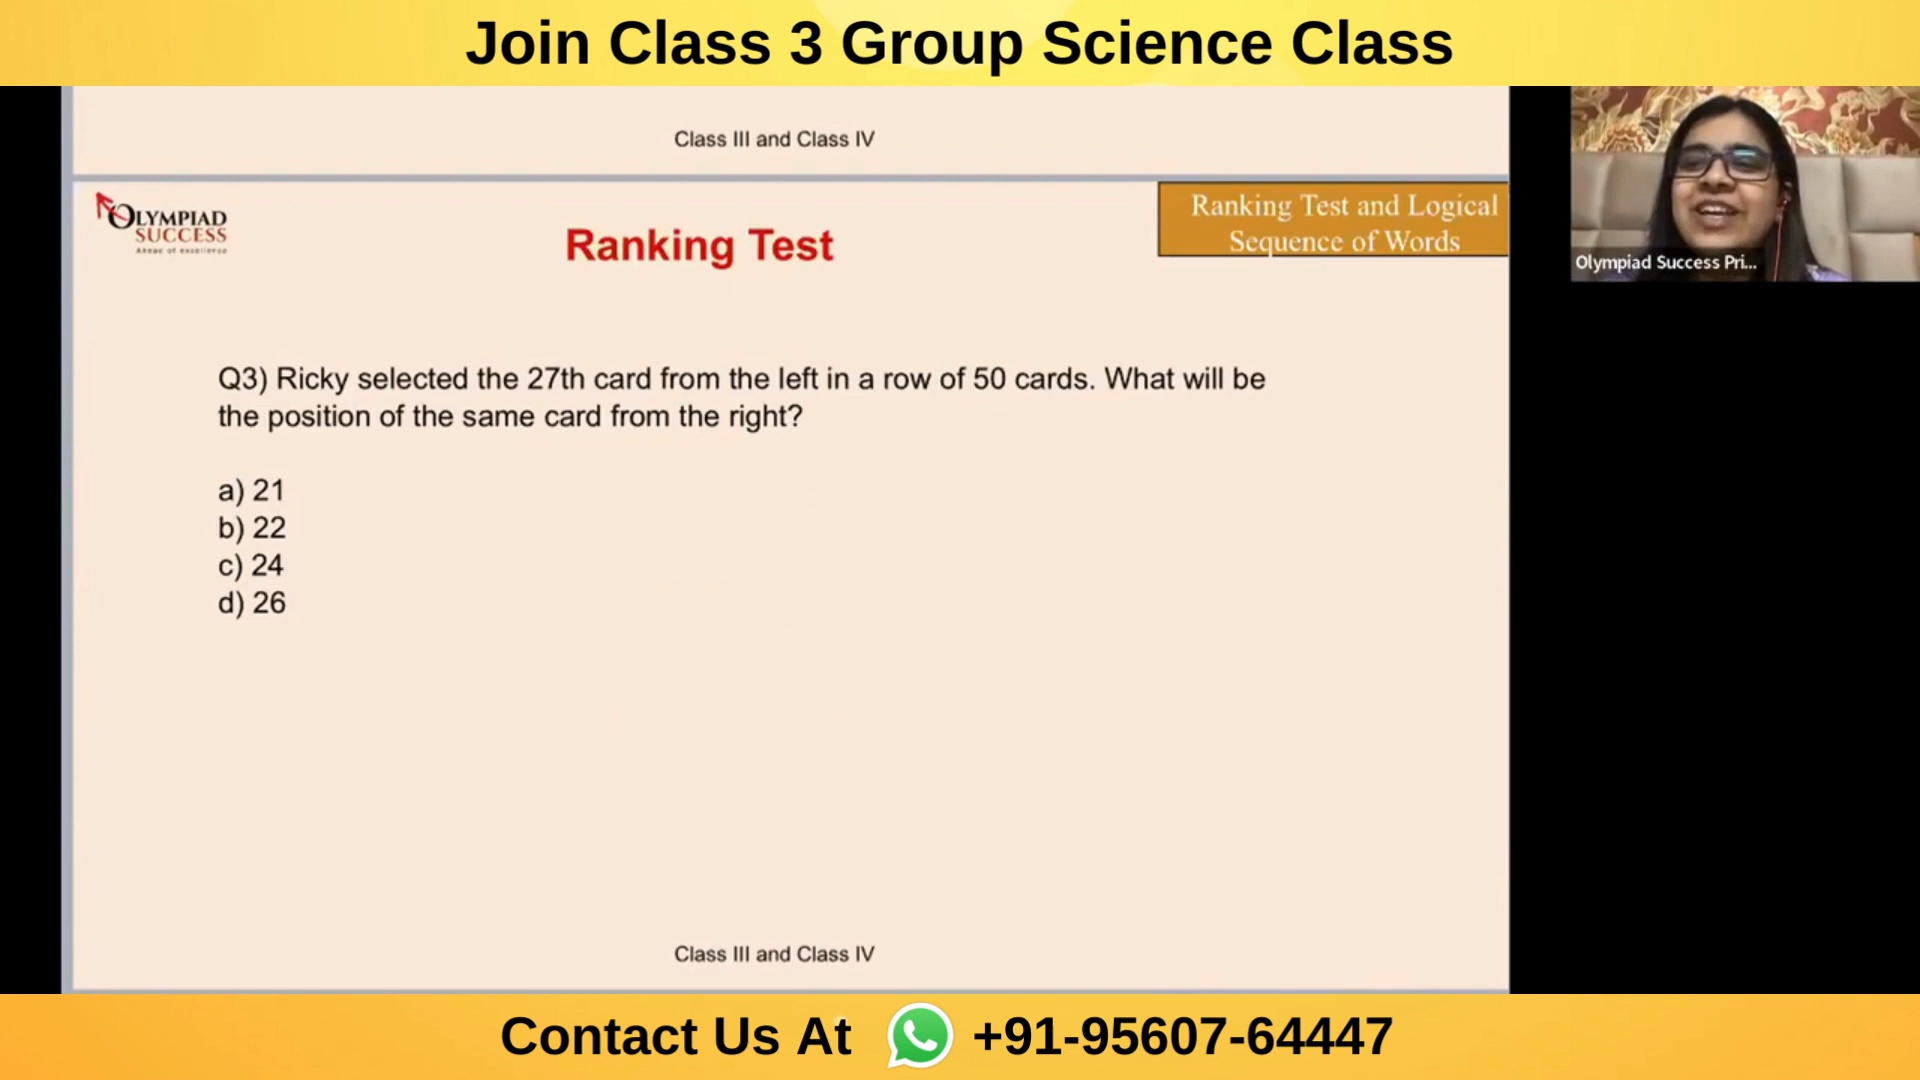 Join Class 3 Group Science Class
Class III and Class IV
OLYMPIAD
SUCCESS
Ahead of excellence
Ranking Test
Ranking Test and Logical
Sequence of Words
Olympiad Success Pri...
Q3) Ricky selected the 27th card from the left in a row of 50 cards. What will be
the position of the same card from the right?
a) 21
b) 22
c) 24
d) 26
Class III and Class IV
Contact Us At +91-95607-64447